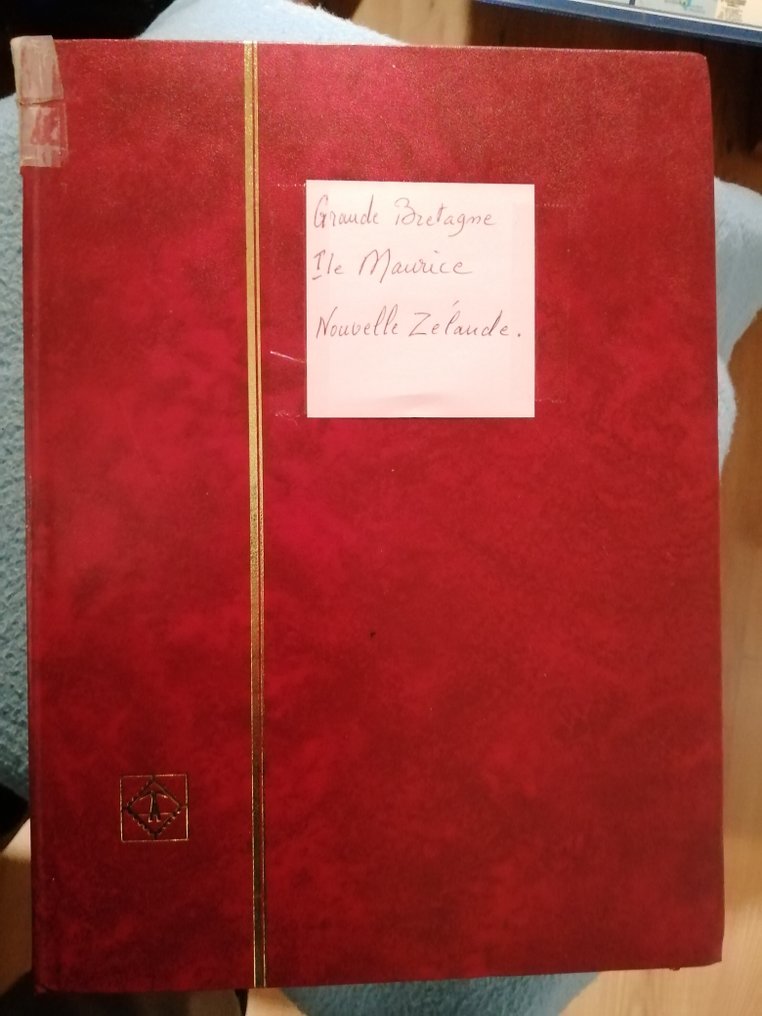 Grande Bretagne
Ile Maurice
Nouvelle Zélande.